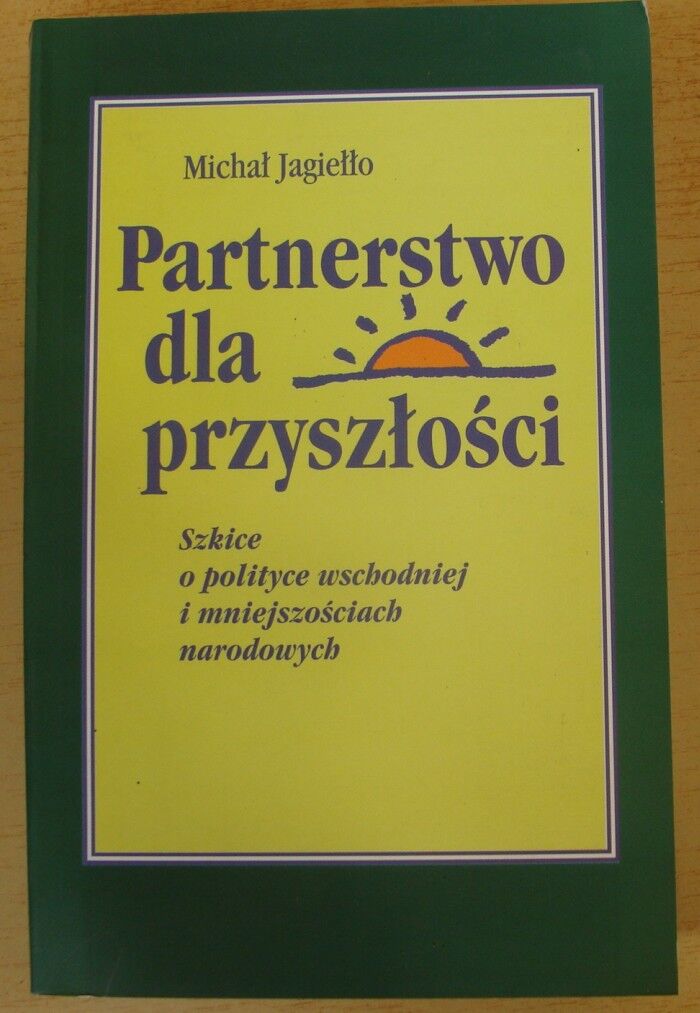 Michał Jagiełło
Partnerstwo
dla
przyszłości
Szkice
o polityce wschodniej
i mniejszościach
narodowych